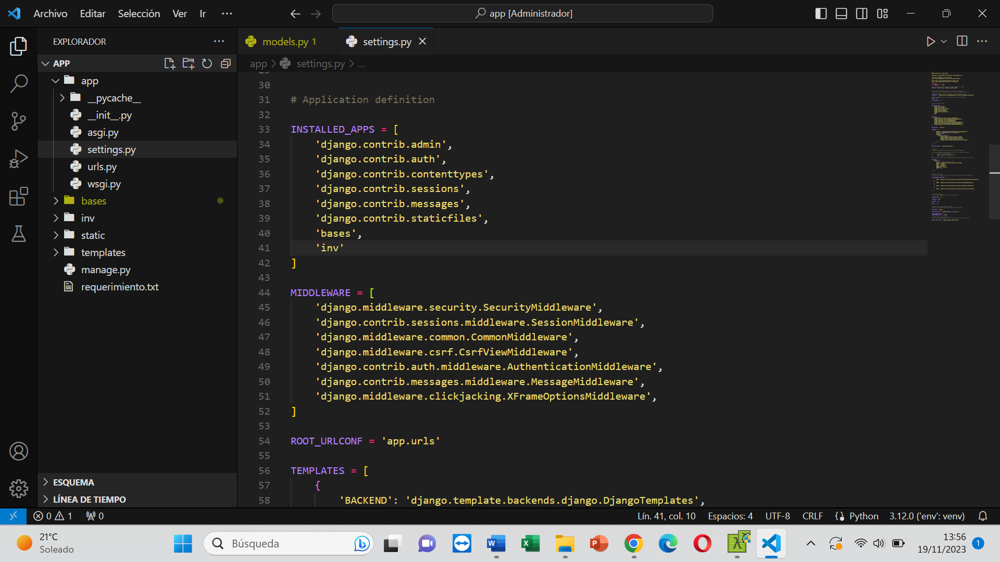 Archivo Editar Selección Ver Ir ···
app [Administrador]
EXPLORADOR
APP
app
__pycache__
__init__.py
asgi.py
settings.py
urls.py
wsgi.py
bases
inv
static
templates
manage.py
requerimiento.txt
ESQUEMA
LÍNEA DE TIEMPO
models.py 1
settings.py
app > settings.py > ...
30
31 # Application definition
32
33 INSTALLED_APPS = [
34 'django.contrib.admin',
35 'django.contrib.auth',
36 'django.contrib.contenttypes',
37 'django.contrib.sessions',
38 'django.contrib.messages',
39 'django.contrib.staticfiles',
40 'bases',
41 'inv'
42 ]
43
44 MIDDLEWARE = [
45 'django.middleware.security.SecurityMiddleware',
46 'django.contrib.sessions.middleware.SessionMiddleware',
47 'django.middleware.common.CommonMiddleware',
48 'django.middleware.csrf.CsrfViewMiddleware',
49 'django.contrib.auth.middleware.AuthenticationMiddleware',
50 'django.contrib.messages.middleware.MessageMiddleware',
51 'django.middleware.clickjacking.XFrameOptionsMiddleware',
52 ]
53
54 ROOT_URLCONF = 'app.urls'
55
56 TEMPLATES = [
57 {
58 'BACKEND': 'django.template.backends.django.DjangoTemplates',
0 1 0
Lín. 41, col. 10 Espacios: 4 UTF-8 CRLF Python 3.12.0 ('env': venv)
21°C
Soleado
Búsqueda
13:56
19/11/2023
1